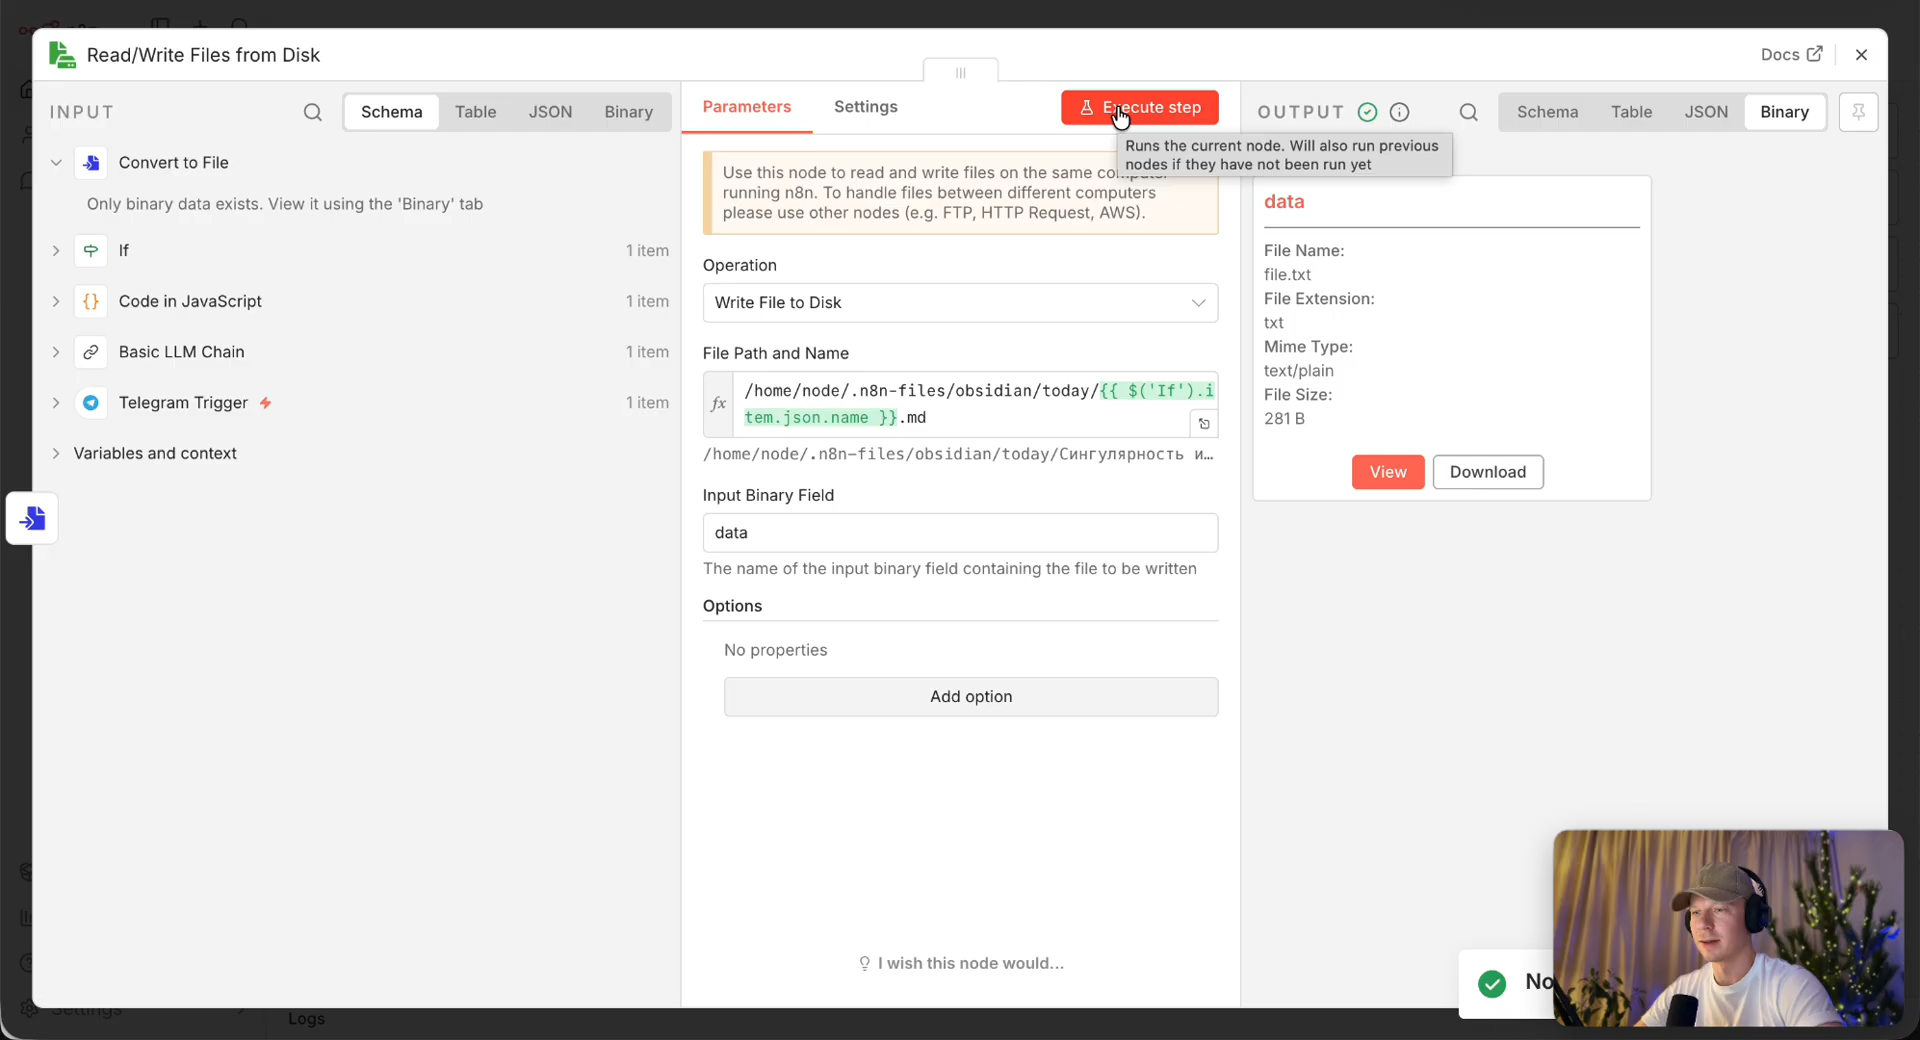 Read/Write Files from Disk
Docs
INPUT
Schema
Table
JSON
Binary
Parameters
Settings
Execute step
OUTPUT
Schema
Table
JSON
Binary
Runs the current node. Will also run previous
nodes if they have not been run yet
Convert to File
Only binary data exists. View it using the 'Binary' tab
If
1 item
Code in JavaScript
1 item
Basic LLM Chain
1 item
Telegram Trigger
1 item
Variables and context
Use this node to read and write files on the same computer
running n8n. To handle files between different computers
please use other nodes (e.g. FTP, HTTP Request, AWS).
Operation
Write File to Disk
File Path and Name
fx
/home/node/.n8n-files/obsidian/today/{{ $('If').i
tem.json.name }}.md
/home/node/.n8n-files/obsidian/today/Сингулярность и…
Input Binary Field
data
The name of the input binary field containing the file to be written
Options
No properties
Add option
I wish this node would...
data
File Name:
file.txt
File Extension:
txt
Mime Type:
text/plain
File Size:
281 B
View
Download
No
Settings
Logs